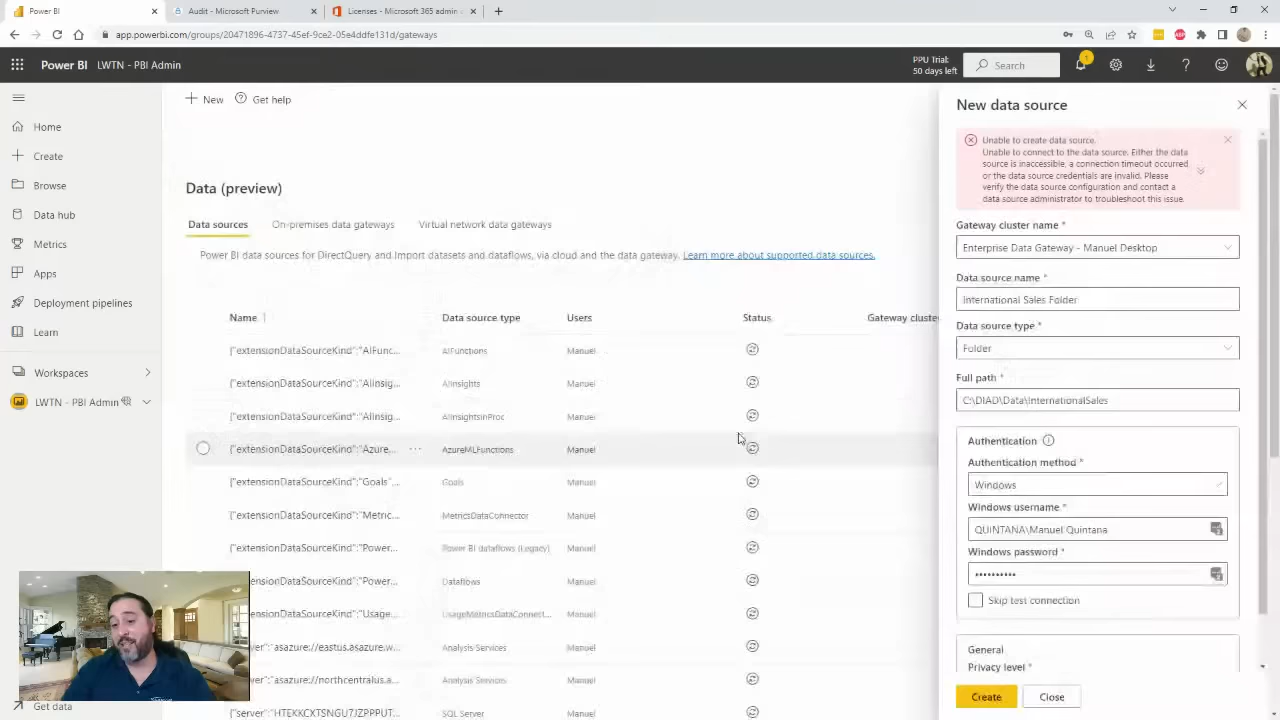 Power BI
Audit - Microsoft Purview
Licenses - Microsoft 365 admin
app.powerbi.com/groups/20471896-4737-45ef-9ce2-05e4ddfe131d/gateways
Power BI LWTN - PBI Admin
PPU Trial:
50 days left
Search
1
New
Get help
Home
Create
Browse
Data hub
Metrics
Apps
Deployment pipelines
Learn
Workspaces
LWTN - PBI Admin
Get data
Data (preview)
Data sources
On-premises data gateways
Virtual network data gateways
Power BI data sources for DirectQuery and Import datasets and dataflows, via cloud and the data gateway. Learn more about supported data sources.
Name Data source type Users Status Gateway cluster
{"extensionDataSourceKind":"AIFunc... AIFunctions Manuel
{"extensionDataSourceKind":"AIInsig... AIInsights Manuel
{"extensionDataSourceKind":"AIInsig... AIInsightsInProc Manuel
{"extensionDataSourceKind":"Azure... ... AzureMLFunctions Manuel
{"extensionDataSourceKind":"Goals"... Goals Manuel
{"extensionDataSourceKind":"Metric... MetricsDataConnector Manuel
{"extensionDataSourceKind":"Power... Power BI dataflows (Legacy) Manuel
ensionDataSourceKind":"Power... Dataflows Manuel
ensionDataSourceKind":"Usage... UsageMetricsDataConnect... Manuel
ver":"asazure://eastus.asazure.w... Analysis Services Manuel
ver":"asazure://northcentralus.a... Analysis Services Manuel
SQL Server Manuel
New data source
Unable to create data source.
Unable to connect to the data source. Either the data
source is inaccessible, a connection timeout occurred
or the data source credentials are invalid. Please
verify the data source configuration and contact a
data source administrator to troubleshoot this issue.
Gateway cluster name *
Enterprise Data Gateway - Manuel Desktop
Data source name *
International Sales Folder
Data source type *
Folder
Full path *
C:\DIAD\Data\InternationalSales
Authentication
Authentication method *
Windows
Windows username *
QUINTANA\Manuel Quintana
Windows password *
••••••••••
Skip test connection
General
Privacy level *
Create
Close